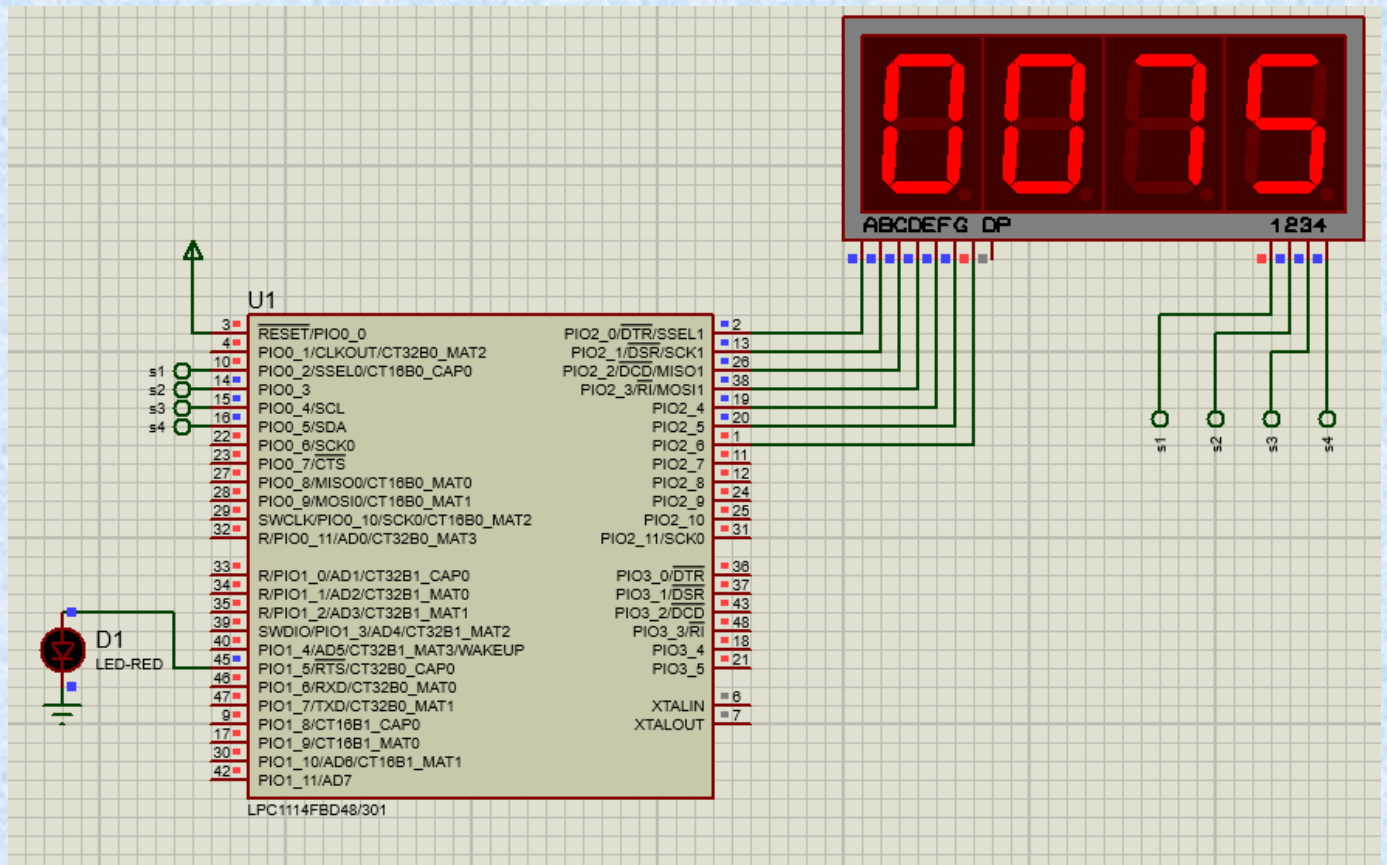 0075
ABCDEFG DP
1234
U1
3
RESET/PIO0_0
4
PIO0_1/CLKOUT/CT32B0_MAT2
s1
10
PIO0_2/SSEL0/CT16B0_CAP0
s2
14
PIO0_3
s3
15
PIO0_4/SCL
s4
16
PIO0_5/SDA
22
PIO0_6/SCK0
23
PIO0_7/CTS
27
PIO0_8/MISO0/CT16B0_MAT0
28
PIO0_9/MOSI0/CT16B0_MAT1
29
SWCLK/PIO0_10/SCK0/CT16B0_MAT2
32
R/PIO0_11/AD0/CT32B0_MAT3
33
R/PIO1_0/AD1/CT32B1_CAP0
34
R/PIO1_1/AD2/CT32B1_MAT0
35
R/PIO1_2/AD3/CT32B1_MAT1
39
SWDIO/PIO1_3/AD4/CT32B1_MAT2
40
PIO1_4/AD5/CT32B1_MAT3/WAKEUP
45
PIO1_5/RTS/CT32B0_CAP0
46
PIO1_6/RXD/CT32B0_MAT0
47
PIO1_7/TXD/CT32B0_MAT1
9
PIO1_8/CT16B1_CAP0
17
PIO1_9/CT16B1_MAT0
30
PIO1_10/AD6/CT16B1_MAT1
42
PIO1_11/AD7
PIO2_0/DTR/SSEL1
2
PIO2_1/DSR/SCK1
13
PIO2_2/DCD/MISO1
26
PIO2_3/RI/MOSI1
38
PIO2_4
19
PIO2_5
20
PIO2_6
1
PIO2_7
11
PIO2_8
12
PIO2_9
24
PIO2_10
25
PIO2_11/SCK0
31
PIO3_0/DTR
36
PIO3_1/DSR
37
PIO3_2/DCD
43
PIO3_3/RI
48
PIO3_4
18
PIO3_5
21
XTALIN
6
XTALOUT
7
LPC1114FBD48/301
D1
LED-RED
s1
s2
s3
s4